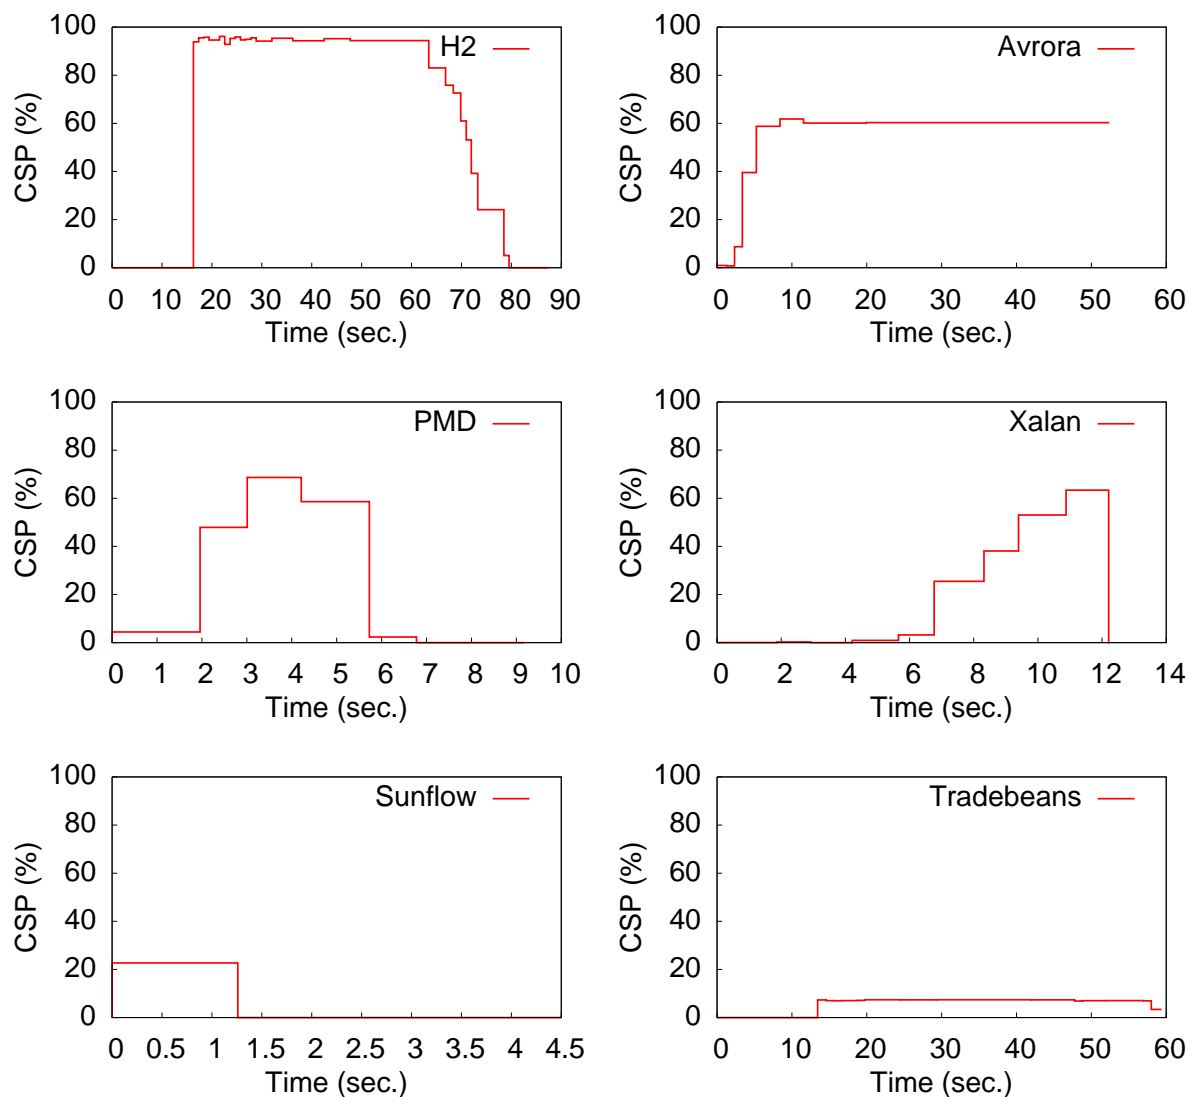 H2
CSP (%)
100
80
60
40
20
0
0 10 20 30 40 50 60 70 80 90
Time (sec.)
Avrora
CSP (%)
100
80
60
40
20
0
0 10 20 30 40 50 60
Time (sec.)
PMD
CSP (%)
100
80
60
40
20
0
0 1 2 3 4 5 6 7 8 9 10
Time (sec.)
Xalan
CSP (%)
100
80
60
40
20
0
0 2 4 6 8 10 12 14
Time (sec.)
Sunflow
CSP (%)
100
80
60
40
20
0
0 0.5 1 1.5 2 2.5 3 3.5 4 4.5
Time (sec.)
Tradebeans
CSP (%)
100
80
60
40
20
0
0 10 20 30 40 50 60
Time (sec.)